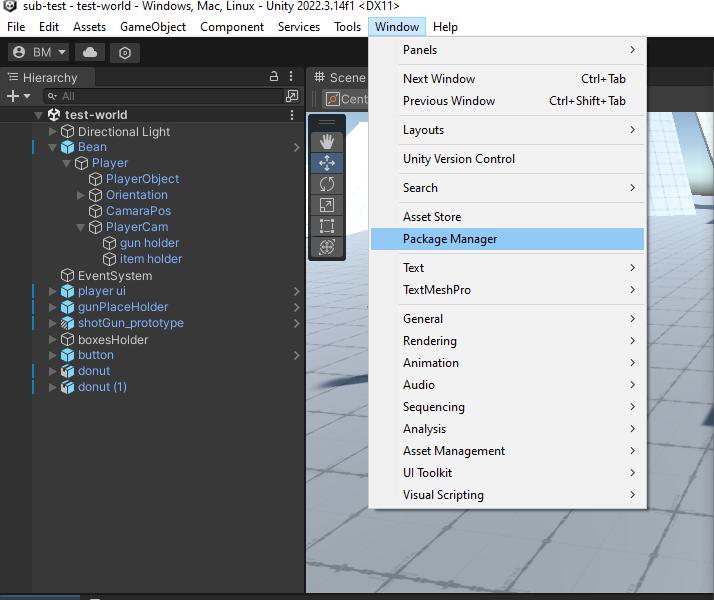 sub-test - test-world - Windows, Mac, Linux - Unity 2022.3.14f1 <DX11>
File Edit Assets GameObject Component Services Tools Window Help
BM
Hierarchy
All
test-world
Directional Light
Bean
Player
PlayerObject
Orientation
CamaraPos
PlayerCam
gun holder
item holder
EventSystem
player ui
gunPlaceHolder
shotGun_prototype
boxesHolder
button
donut
donut (1)
Scene
Cent
Panels
Next Window Ctrl+Tab
Previous Window Ctrl+Shift+Tab
Layouts
Unity Version Control
Search
Asset Store
Package Manager
Text
TextMeshPro
General
Rendering
Animation
Audio
Sequencing
Analysis
Asset Management
UI Toolkit
Visual Scripting